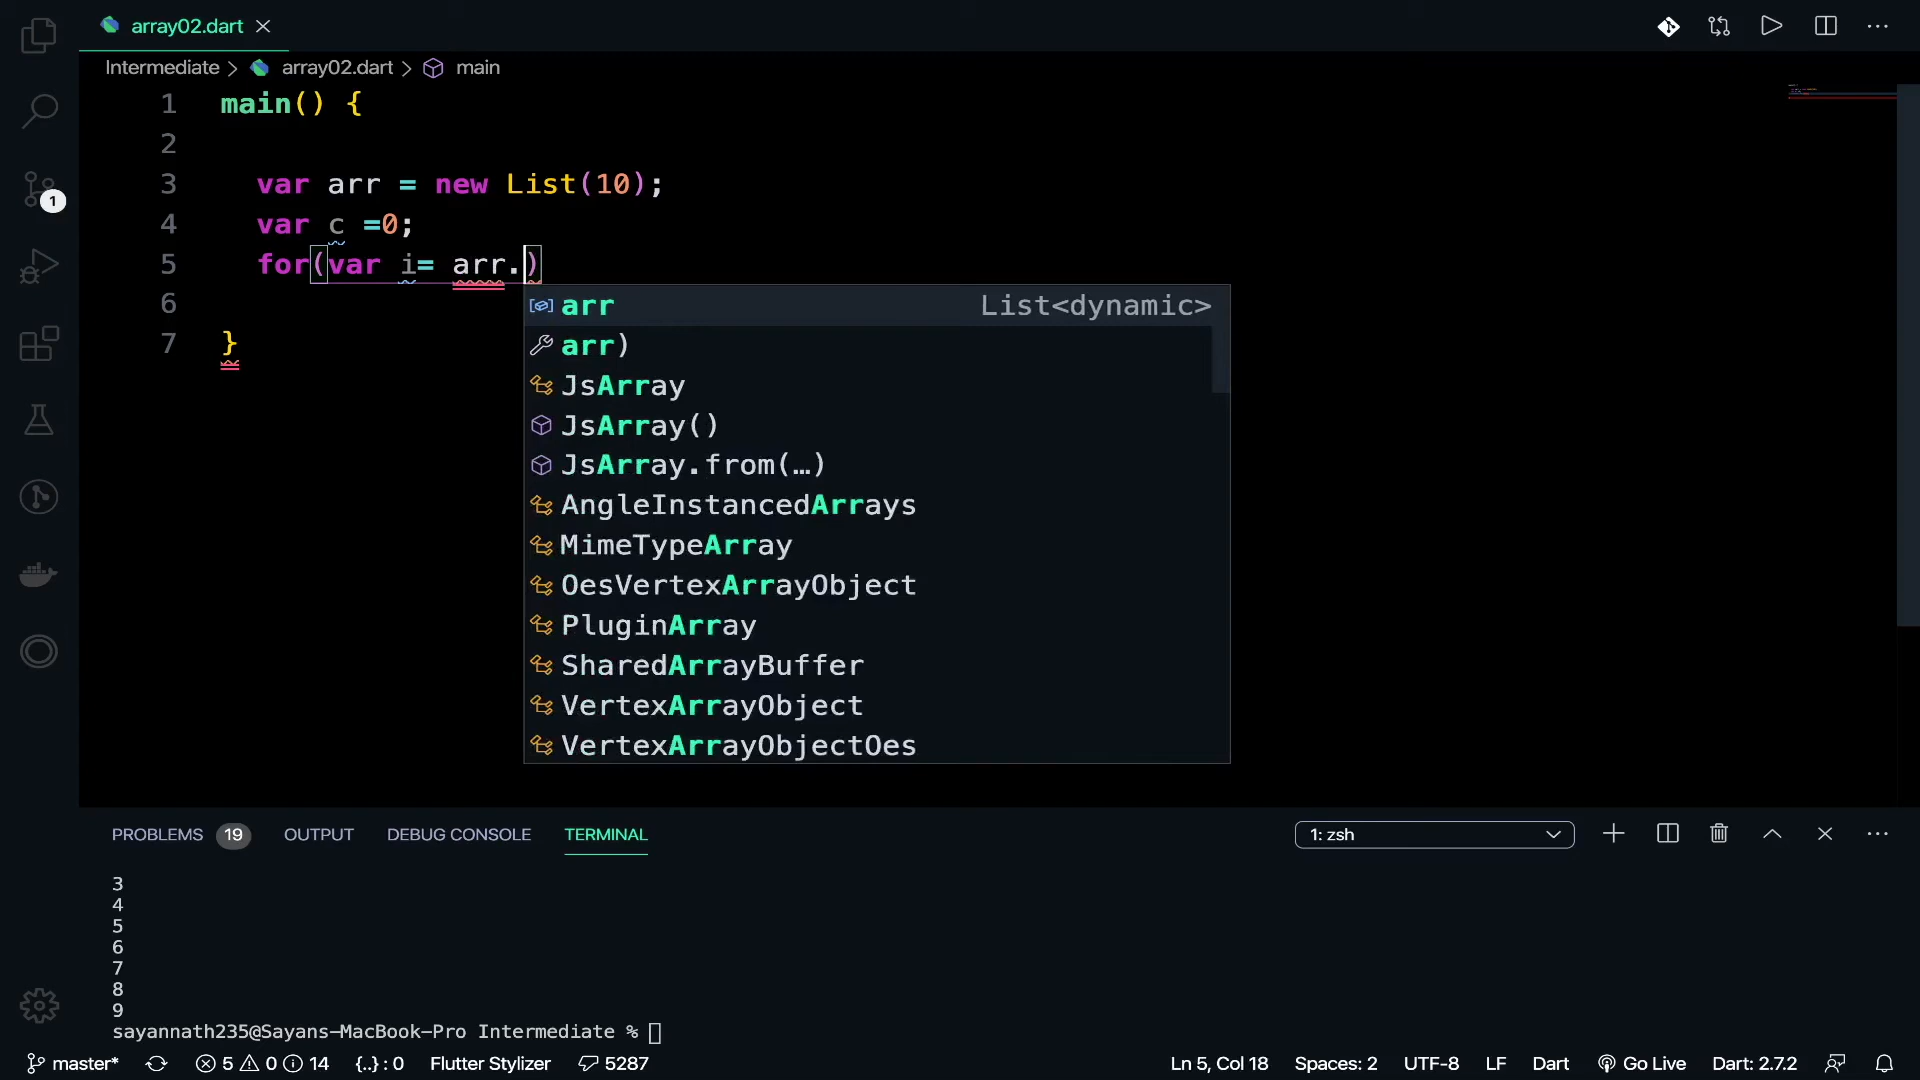 array02.dart
Intermediate > array02.dart > main
1 main() {
2
3 var arr = new List(10);
4 var c =0;
5 for(var i= arr.)
6
7 }
arr List<dynamic>
arr)
JsArray
JsArray()
JsArray.from(…)
AngleInstancedArrays
MimeTypeArray
OesVertexArrayObject
PluginArray
SharedArrayBuffer
VertexArrayObject
VertexArrayObjectOes
1
PROBLEMS 19 OUTPUT DEBUG CONSOLE TERMINAL 1: zsh
3
4
5
6
7
8
9
sayannath235@Sayans-MacBook-Pro Intermediate %
master* 5 0 14 {..} : 0 Flutter Stylizer 5287 Ln 5, Col 18 Spaces: 2 UTF-8 LF Dart Go Live Dart: 2.7.2